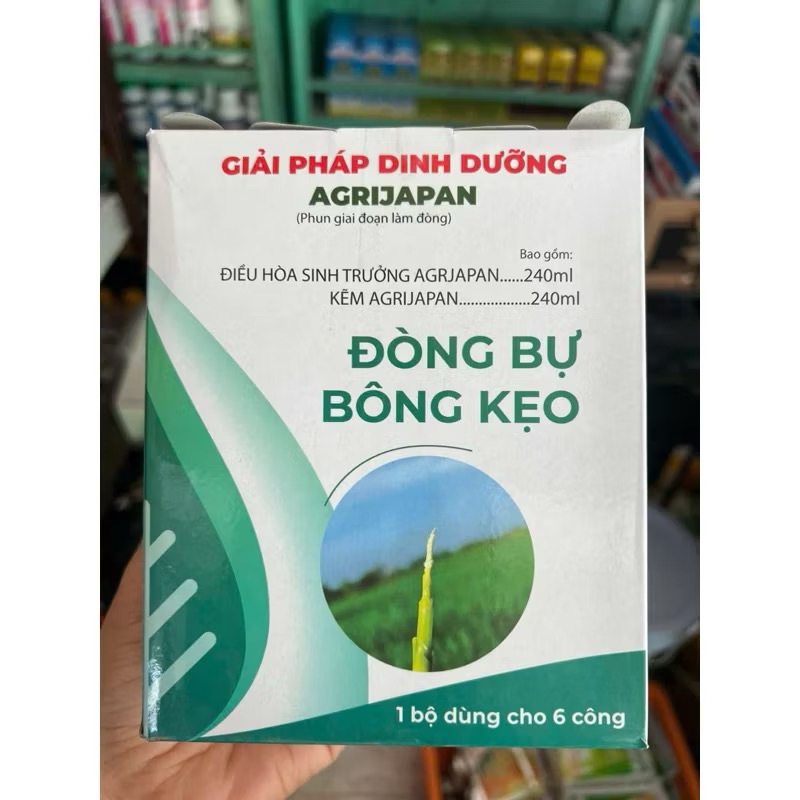 GIẢI PHÁP DINH DƯỠNG
AGRIJAPAN
(Phun giai đoạn làm đòng)
Bao gồm:
ĐIỀU HÒA SINH TRƯỞNG AGRJAPAN......240ml
KẼM AGRIJAPAN..................240ml
ĐÒNG BỰ
BÔNG KẸO
1 bộ dùng cho 6 công